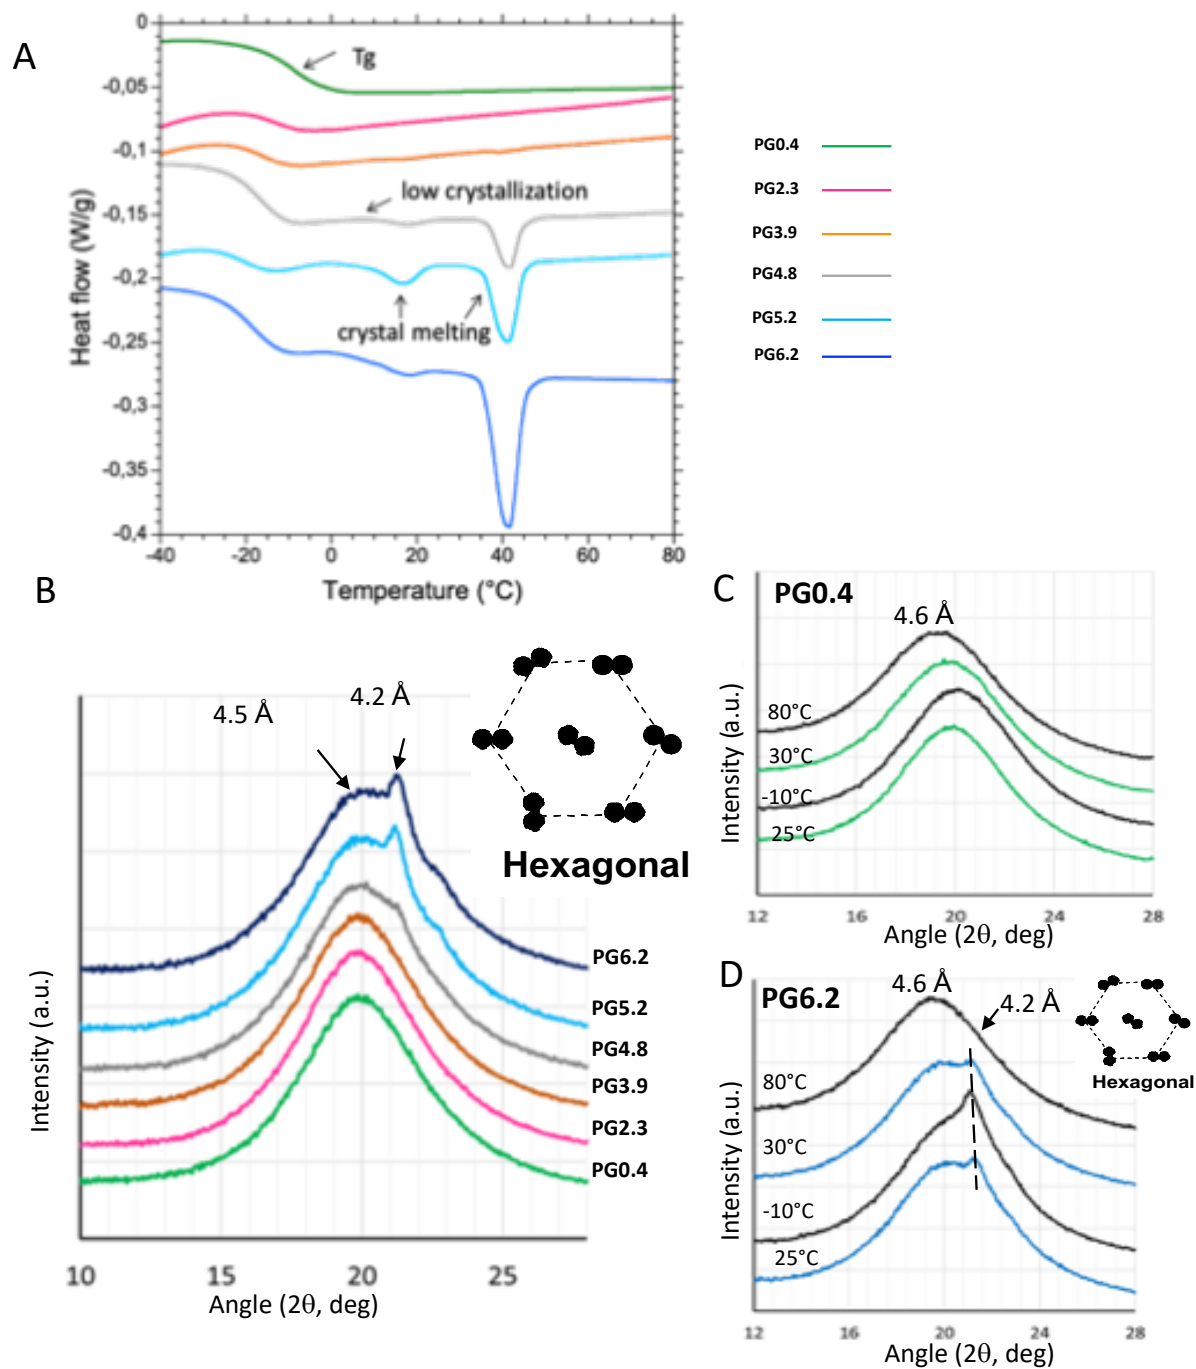 A
0
-0,05
-0,1
-0,15
-0,2
-0,25
-0,3
-0,35
-0,4
Heat flow (W/g)
Tg
low crystallization
crystal melting
-40 -20 0 20 40 60 80
Temperature (°C)
PG0.4
PG2.3
PG3.9
PG4.8
PG5.2
PG6.2
B
4.5 Å
4.2 Å
Hexagonal
PG6.2
PG5.2
PG4.8
PG3.9
PG2.3
PG0.4
Intensity (a.u.)
10 15 20 25
Angle (2θ, deg)
C
PG0.4
4.6 Å
80°C
30°C
-10°C
25°C
Intensity (a.u.)
12 16 20 24 28
Angle (2θ, deg)
D
PG6.2
4.6 Å
4.2 Å
Hexagonal
80°C
30°C
-10°C
25°C
Intensity (a.u.)
12 16 20 24 28
Angle (2θ, deg)